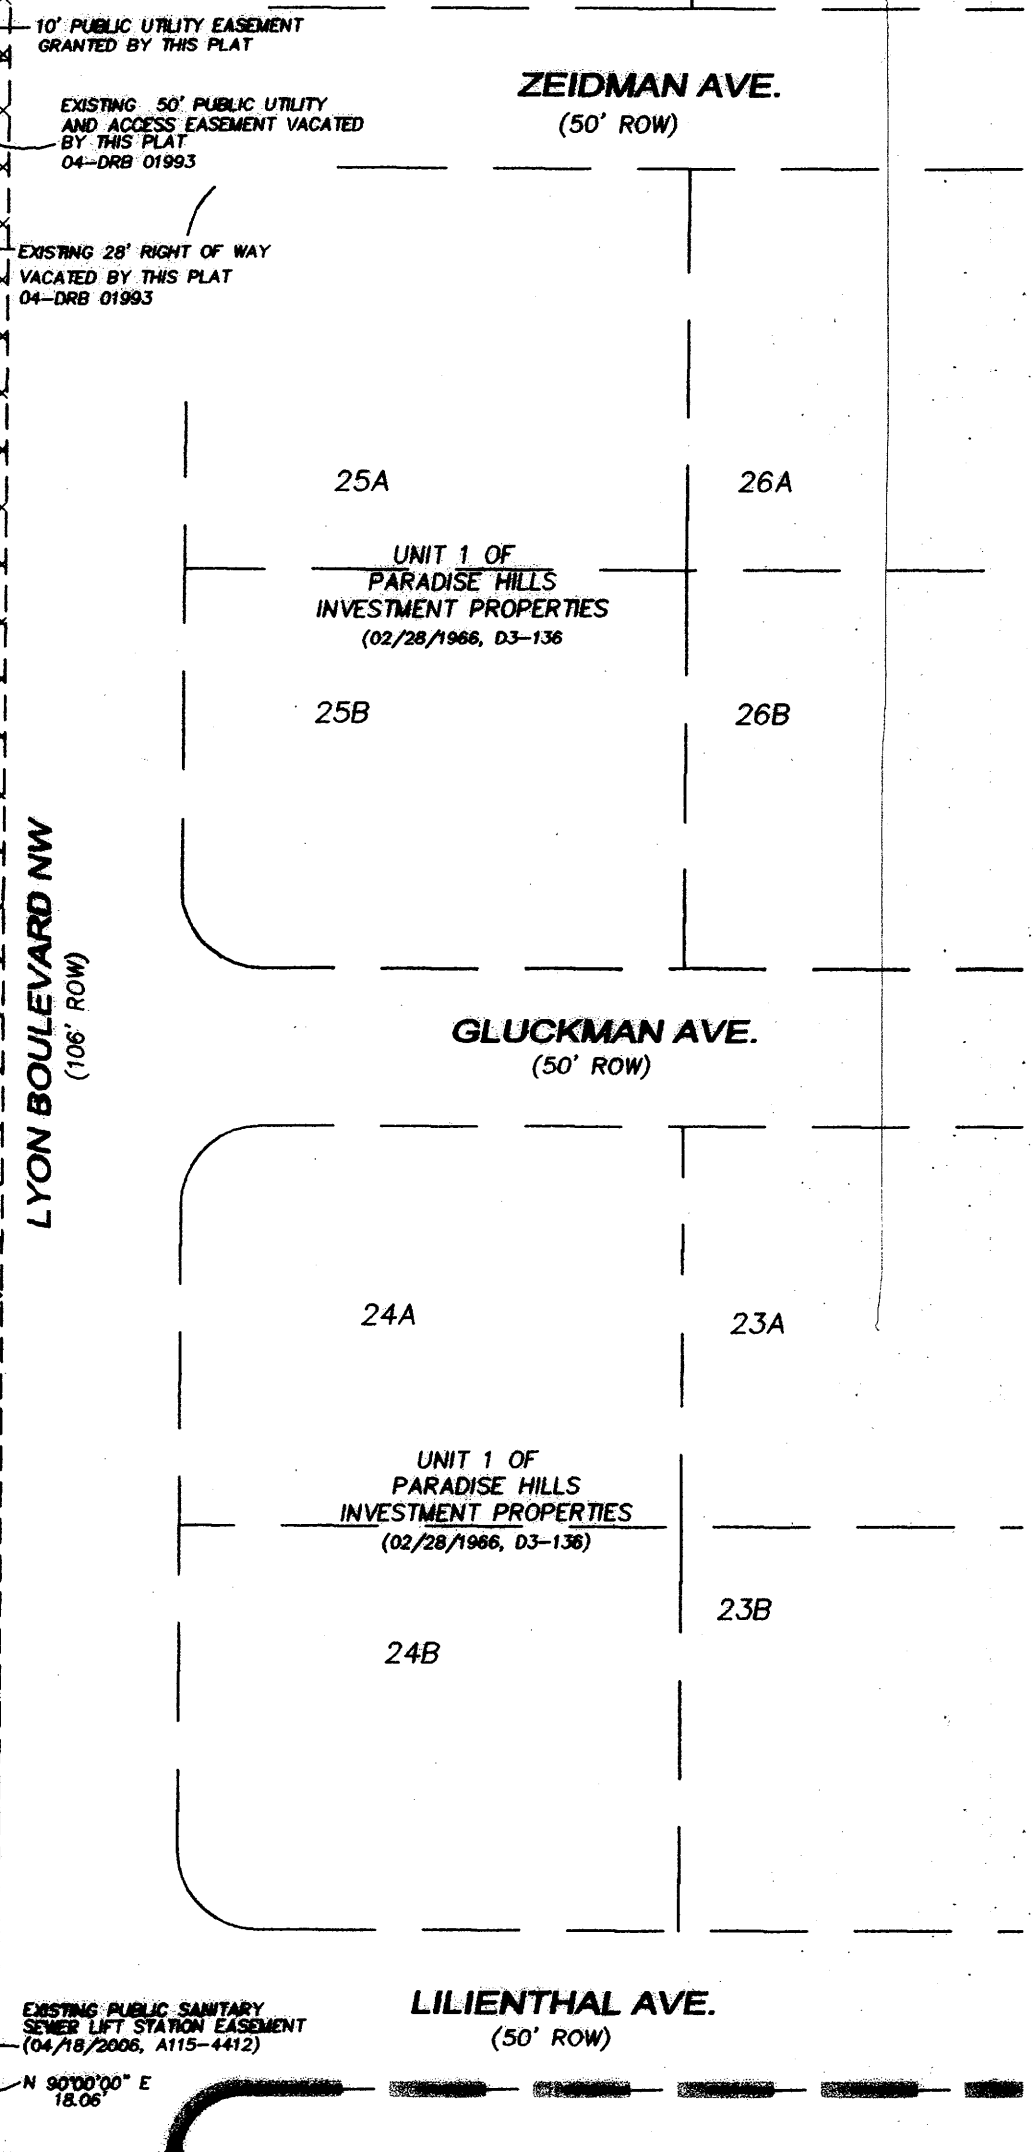 10' PUBLIC UTILITY EASEMENT
GRANTED BY THIS PLAT
ZEIDMAN AVE.
(50' ROW)
EXISTING 50' PUBLIC UTILITY
AND ACCESS EASEMENT VACATED
BY THIS PLAT
04-DRB 01993
EXISTING 28' RIGHT OF WAY
VACATED BY THIS PLAT
04-DRB 01993
25A
26A
UNIT 1 OF
PARADISE HILLS
INVESTMENT PROPERTIES
(02/28/1966, D3-136
25B
26B
LYON BOULEVARD NW
(106' ROW)
GLUCKMAN AVE.
(50' ROW)
24A
23A
UNIT 1 OF
PARADISE HILLS
INVESTMENT PROPERTIES
(02/28/1966, D3-136)
23B
24B
LILIENTHAL AVE.
(50' ROW)
EXISTING PUBLIC SANITARY
SEWER LIFT STATION EASEMENT
(04/18/2006, A115-4412)
N 90°00'00" E
18.06'